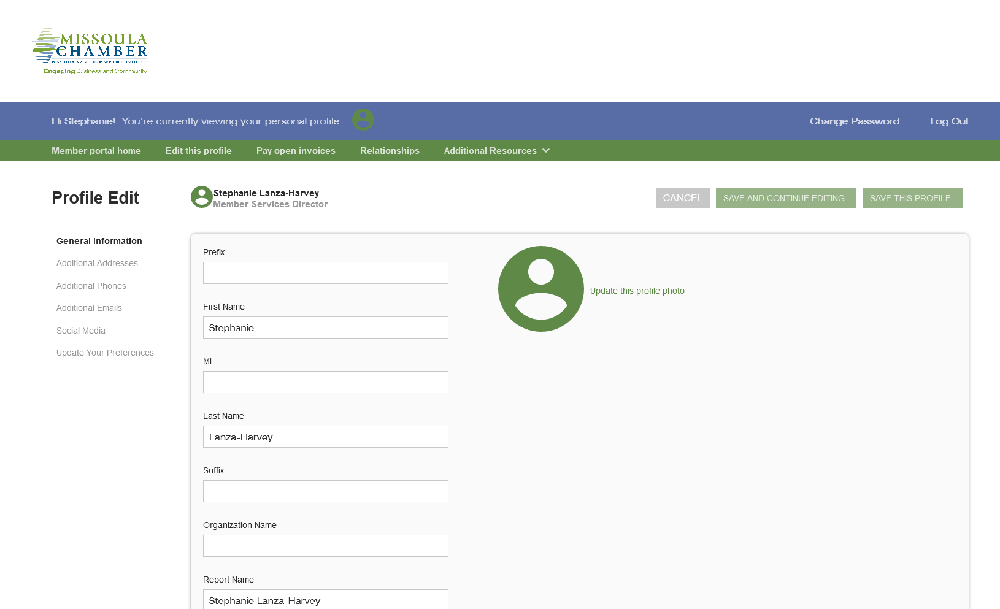 MISSOULA
CHAMBER
MISSOULA AREA CHAMBER OF COMMERCE
Engaging Business and Community
Hi Stephanie! You're currently viewing your personal profile
Change Password
Log Out
Member portal home
Edit this profile
Pay open invoices
Relationships
Additional Resources
Profile Edit
Stephanie Lanza-Harvey
Member Services Director
CANCEL
SAVE AND CONTINUE EDITING
SAVE THIS PROFILE
General Information
Additional Addresses
Additional Phones
Additional Emails
Social Media
Update Your Preferences
Prefix
First Name
Stephanie
MI
Last Name
Lanza-Harvey
Suffix
Organization Name
Report Name
Stephanie Lanza-Harvey
Update this profile photo